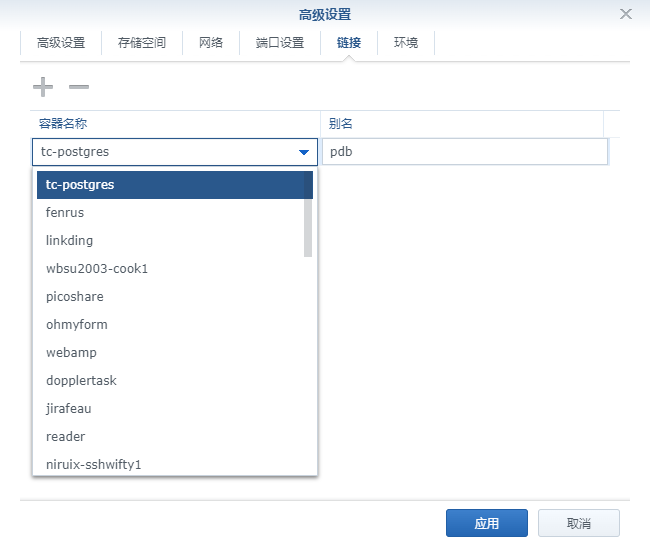 高级设置
高级设置 存储空间 网络 端口设置 链接 环境
容器名称 别名
tc-postgres pdb
tc-postgres
fenrus
linkding
wbsu2003-cook1
picoshare
ohmyform
webamp
dopplertask
jirafeau
reader
niruix-sshwifty1
应用 取消